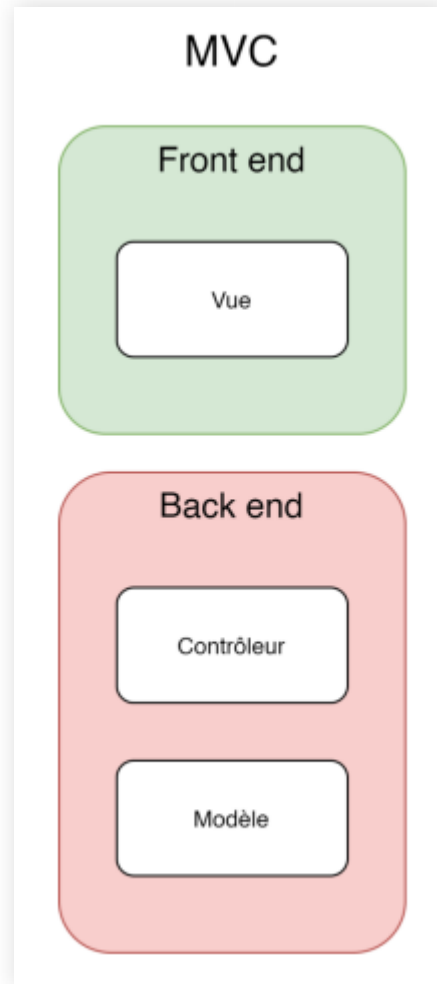 MVC
Front end
Vue
Back end
Contrôleur
Modèle